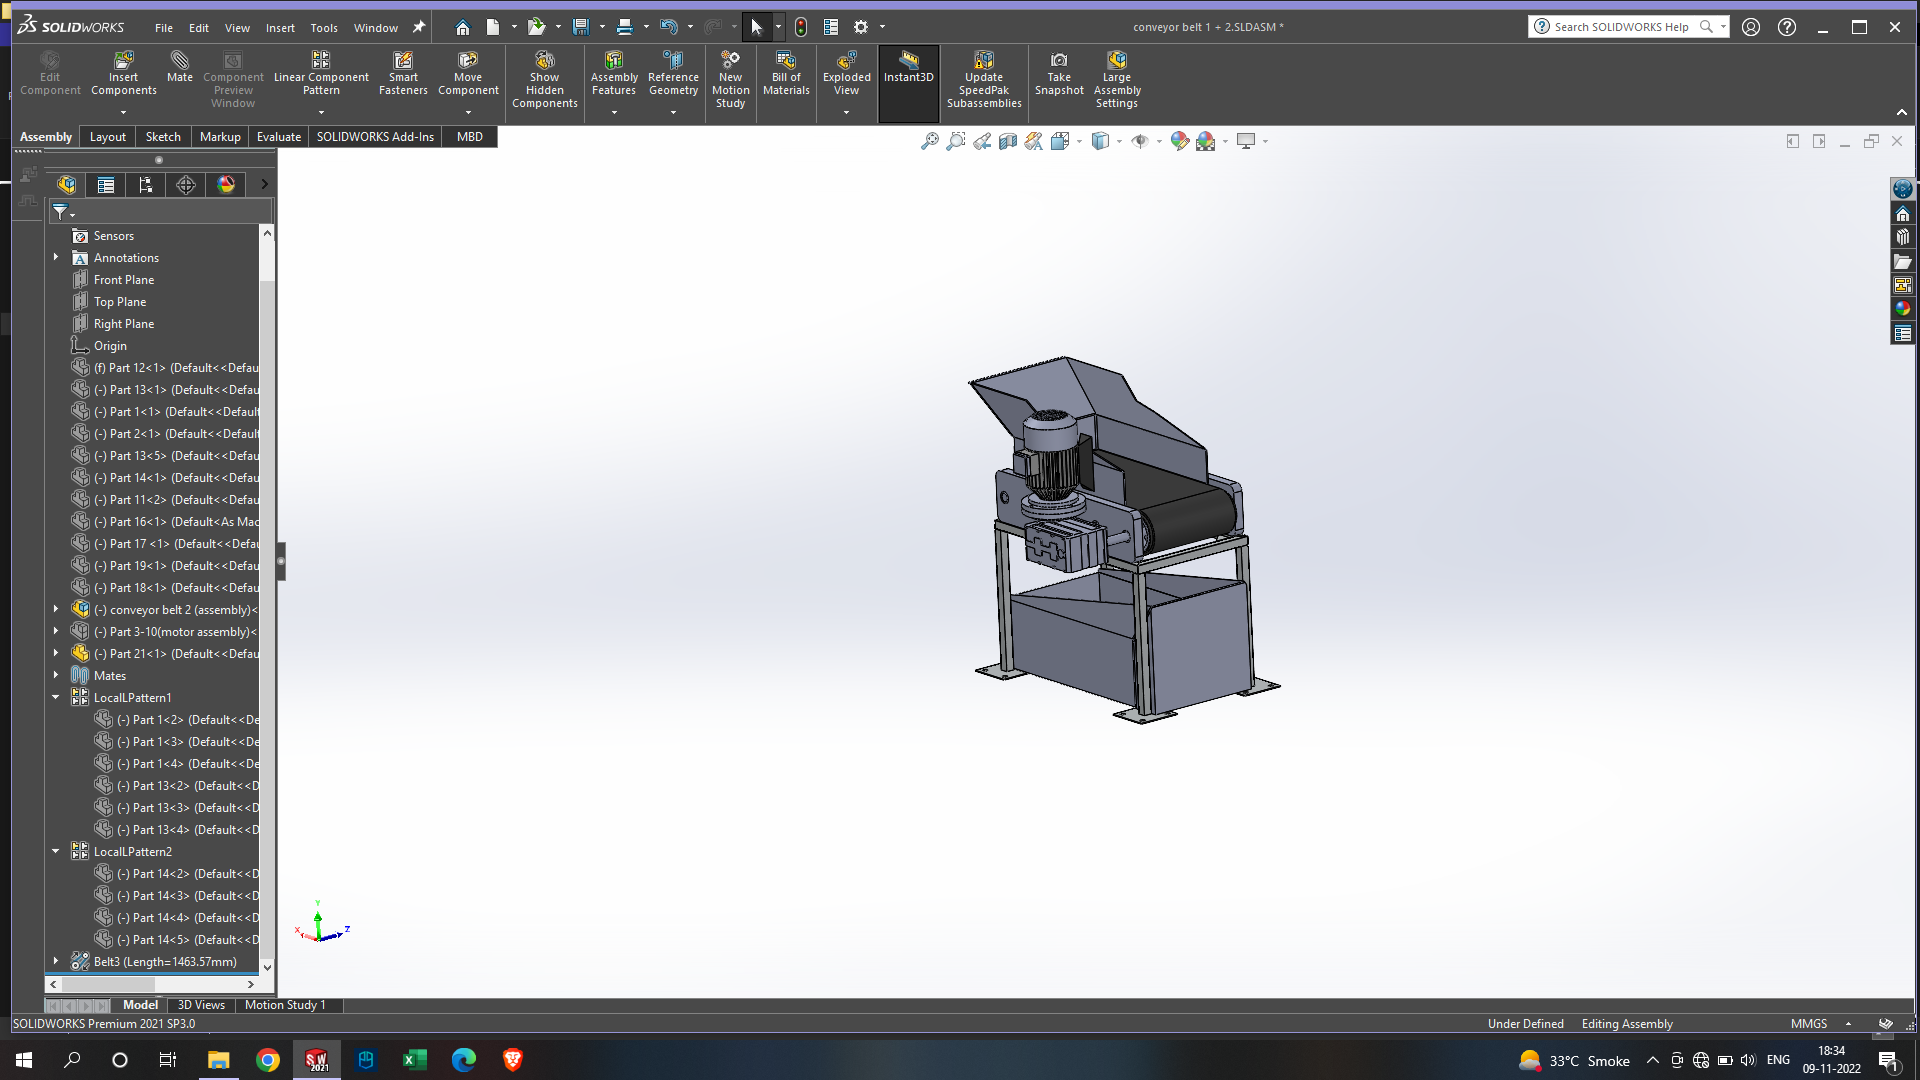 SOLIDWORKS File Edit View Insert Tools Window
conveyor belt 1 + 2.SLDASM *
Search SOLIDWORKS Help
Edit Component
Insert Components
Mate
Component Preview Window
Linear Component Pattern
Smart Fasteners
Move Component
Show Hidden Components
Assembly Features
Reference Geometry
New Motion Study
Bill of Materials
Exploded View
Instant3D
Update SpeedPak Subassemblies
Take Snapshot
Large Assembly Settings
Assembly Layout Sketch Markup Evaluate SOLIDWORKS Add-Ins MBD
Sensors
Annotations
Front Plane
Top Plane
Right Plane
Origin
(f) Part 12<1> (Default<<Defau
(-) Part 13<1> (Default<<Defau
(-) Part 1<1> (Default<<Default
(-) Part 2<1> (Default<<Default
(-) Part 13<5> (Default<<Defau
(-) Part 14<1> (Default<<Defau
(-) Part 11<2> (Default<<Defau
(-) Part 16<1> (Default<As Mac
(-) Part 17 <1> (Default<<Defau
(-) Part 19<1> (Default<<Defau
(-) Part 18<1> (Default<<Defau
(-) conveyor belt 2 (assembly)<
(-) Part 3-10(motor assembly)<
(-) Part 21<1> (Default<<Defau
Mates
LocalLPattern1
(-) Part 1<2> (Default<<De
(-) Part 1<3> (Default<<De
(-) Part 1<4> (Default<<De
(-) Part 13<2> (Default<<D
(-) Part 13<3> (Default<<D
(-) Part 13<4> (Default<<D
LocalLPattern2
(-) Part 14<2> (Default<<D
(-) Part 14<3> (Default<<D
(-) Part 14<4> (Default<<D
(-) Part 14<5> (Default<<D
Belt3 (Length=1463.57mm)
Y
X
Z
Model 3D Views Motion Study 1
SOLIDWORKS Premium 2021 SP3.0
Under Defined Editing Assembly MMGS
SW 2021
33°C Smoke
ENG
18:34
09-11-2022
1